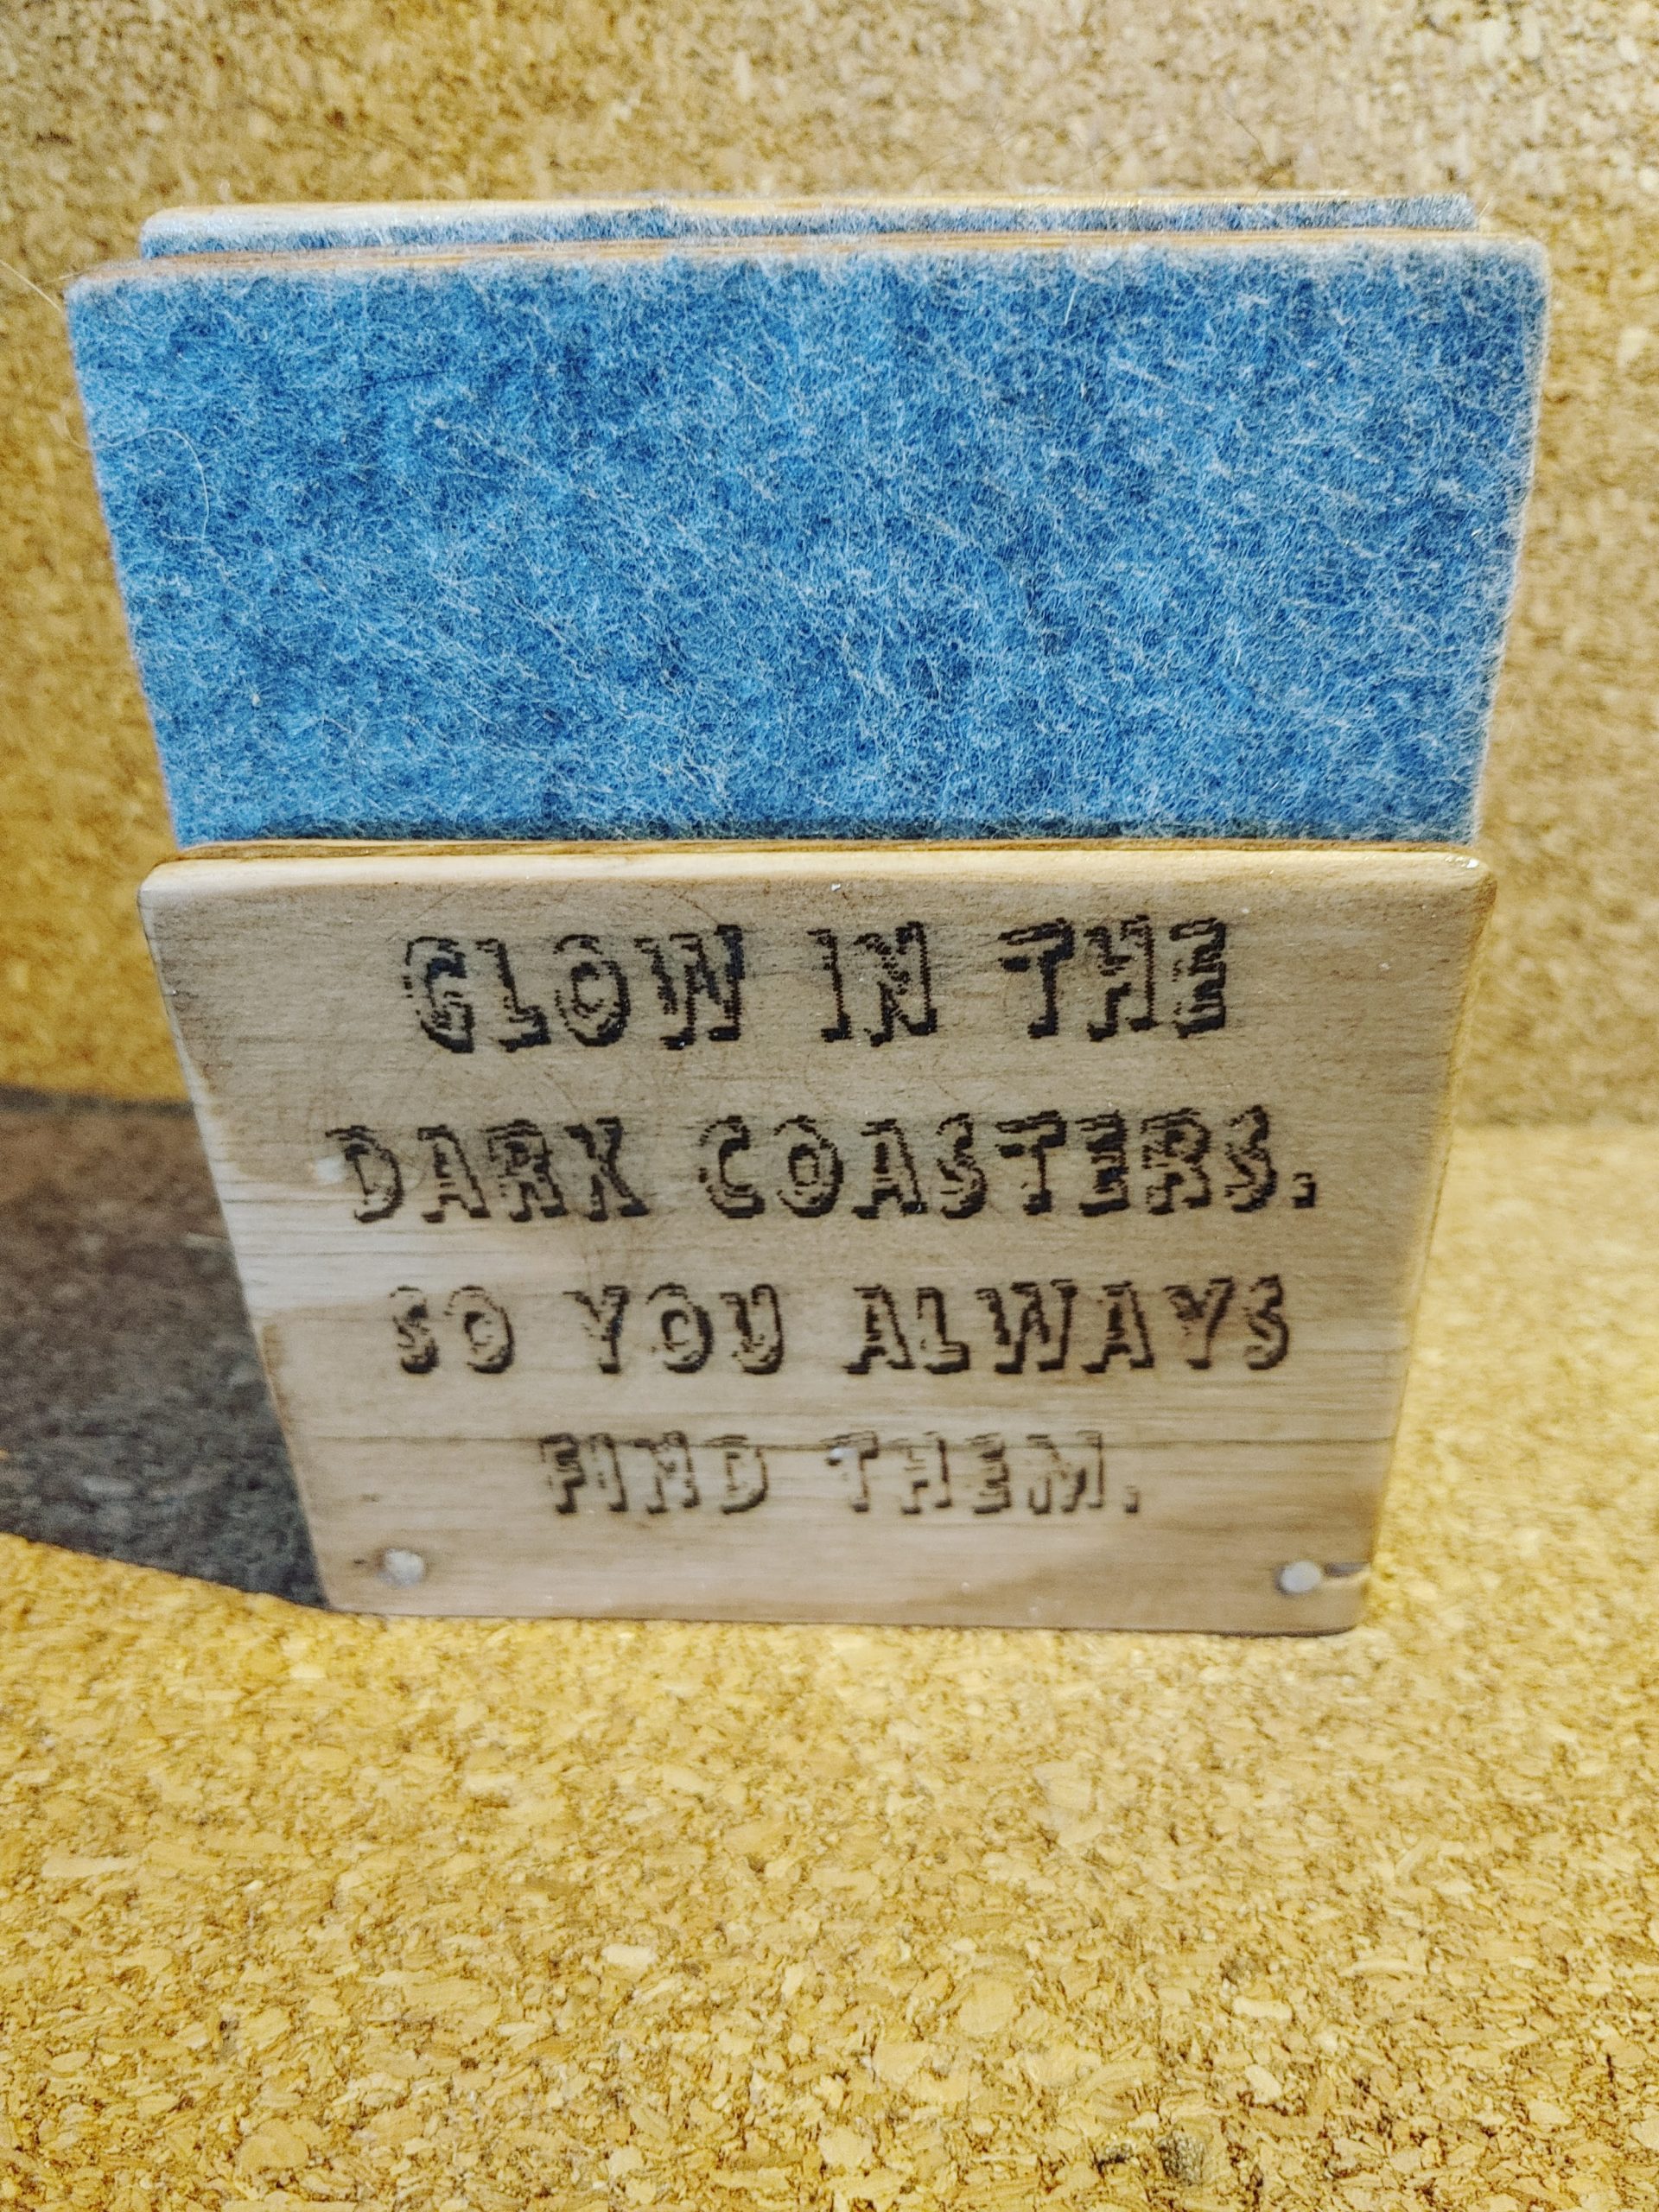 GLOW IN THE
DARK COASTERS.
SO YOU ALWAYS
FIND THEM.